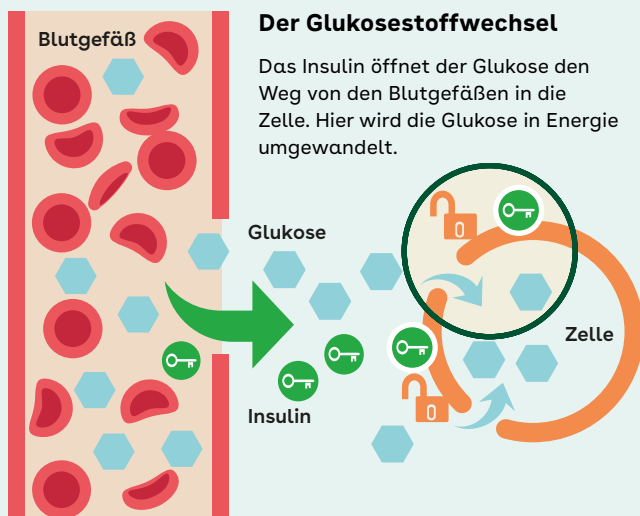 Der Glukosestoffwechsel
Das Insulin öffnet der Glukose den
Weg von den Blutgefäßen in die
Zelle. Hier wird die Glukose in Energie
umgewandelt.
Blutgefäß
Glukose
Zelle
Insulin